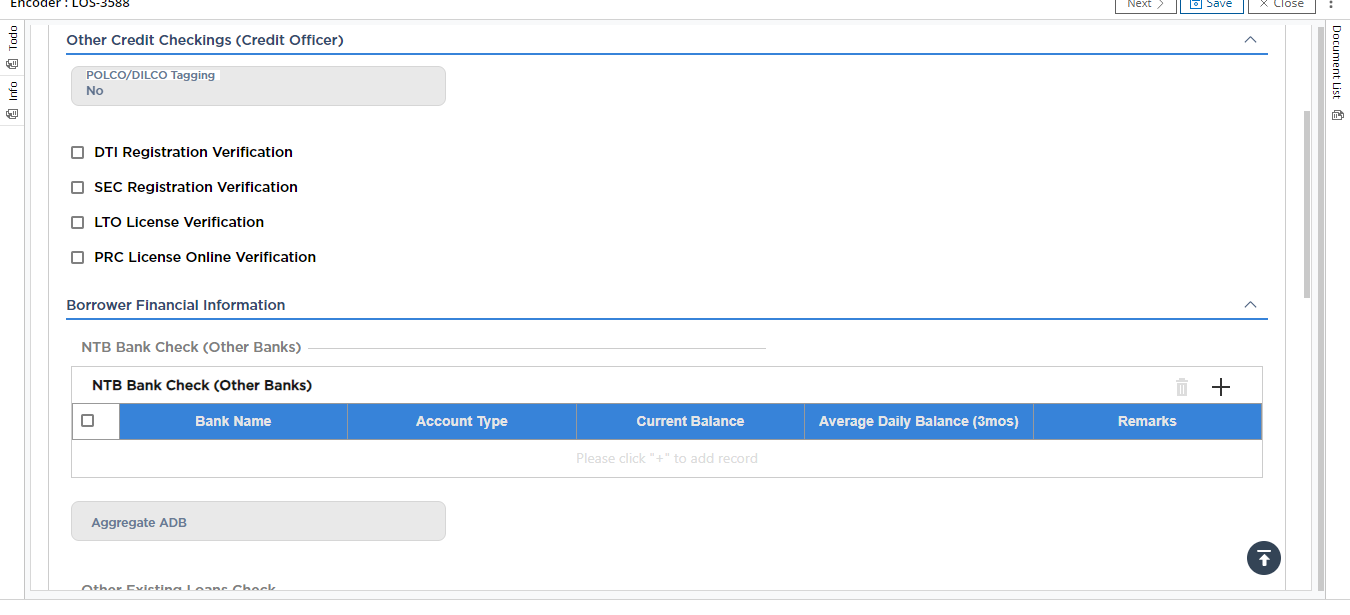 Encoder : LOS-3588
Next
Save
Close
Todo
Info
Document List
Other Credit Checkings (Credit Officer)
POLCO/DILCO Tagging
No
DTI Registration Verification
SEC Registration Verification
LTO License Verification
PRC License Online Verification
Borrower Financial Information
NTB Bank Check (Other Banks)
NTB Bank Check (Other Banks)
Bank Name Account Type Current Balance Average Daily Balance (3mos) Remarks
Please click "+" to add record
Aggregate ADB
Other Existing Loans Check